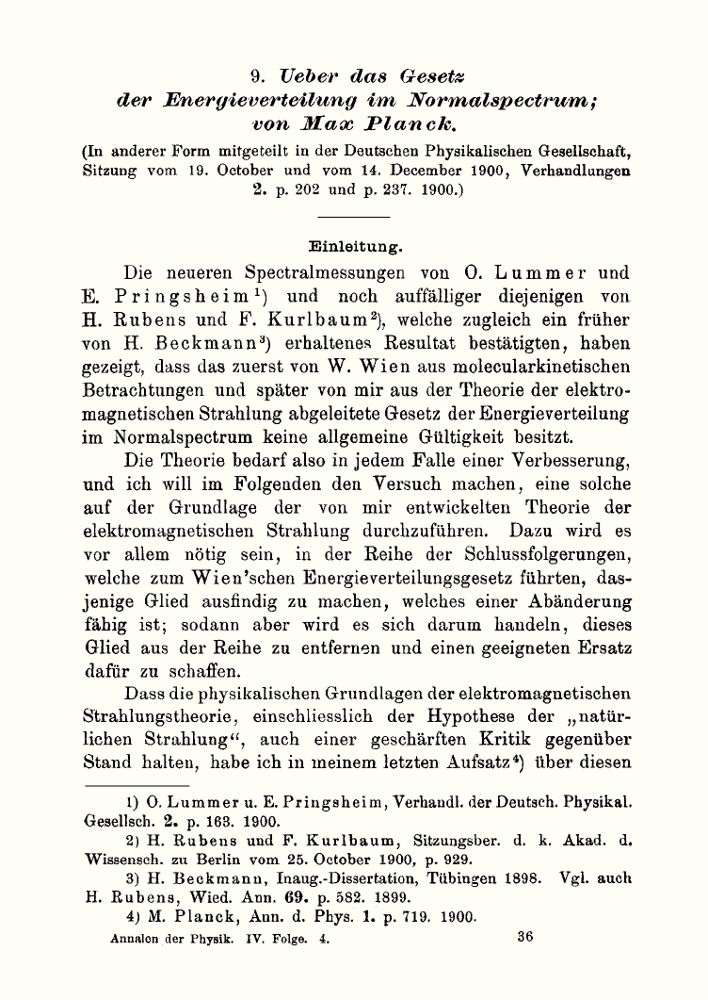 9. Ueber das Gesetz
der Energieverteilung im Normalspectrum;
von Max Planck.
(In anderer Form mitgeteilt in der Deutschen Physikalischen Gesellschaft,
Sitzung vom 19. October und vom 14. December 1900, Verhandlungen
2. p. 202 und p. 237. 1900.)
Einleitung.
Die neueren Spectralmessungen von O. Lummer und
E. Pringsheim¹) und noch auffälliger diejenigen von
H. Rubens und F. Kurlbaum²), welche zugleich ein früher
von H. Beckmann³) erhaltenes Resultat bestätigten, haben
gezeigt, dass das zuerst von W. Wien aus molecularkinetischen
Betrachtungen und später von mir aus der Theorie der elektro-
magnetischen Strahlung abgeleitete Gesetz der Energieverteilung
im Normalspectrum keine allgemeine Gültigkeit besitzt.
Die Theorie bedarf also in jedem Falle einer Verbesserung,
und ich will im Folgenden den Versuch machen, eine solche
auf der Grundlage der von mir entwickelten Theorie der
elektromagnetischen Strahlung durchzuführen. Dazu wird es
vor allem nötig sein, in der Reihe der Schlussfolgerungen,
welche zum Wien'schen Energieverteilungsgesetz führten, das-
jenige Glied ausfindig zu machen, welches einer Abänderung
fähig ist; sodann aber wird es sich darum handeln, dieses
Glied aus der Reihe zu entfernen und einen geeigneten Ersatz
dafür zu schaffen.
Dass die physikalischen Grundlagen der elektromagnetischen
Strahlungstheorie, einschliesslich der Hypothese der „natür-
lichen Strahlung“, auch einer geschärften Kritik gegenüber
Stand halten, habe ich in meinem letzten Aufsatz⁴) über diesen
1) O. Lummer u. E. Pringsheim, Verhandl. der Deutsch. Physikal.
Gesellsch. 2. p. 163. 1900.
2) H. Rubens und F. Kurlbaum, Sitzungsber. d. k. Akad. d.
Wissensch. zu Berlin vom 25. October 1900, p. 929.
3) H. Beckmann, Inaug.-Dissertation, Tübingen 1898. Vgl. auch
H. Rubens, Wied. Ann. 69. p. 582. 1899.
4) M. Planck, Ann. d. Phys. 1. p. 719. 1900.
Annalen der Physik. IV. Folge. 4. 36